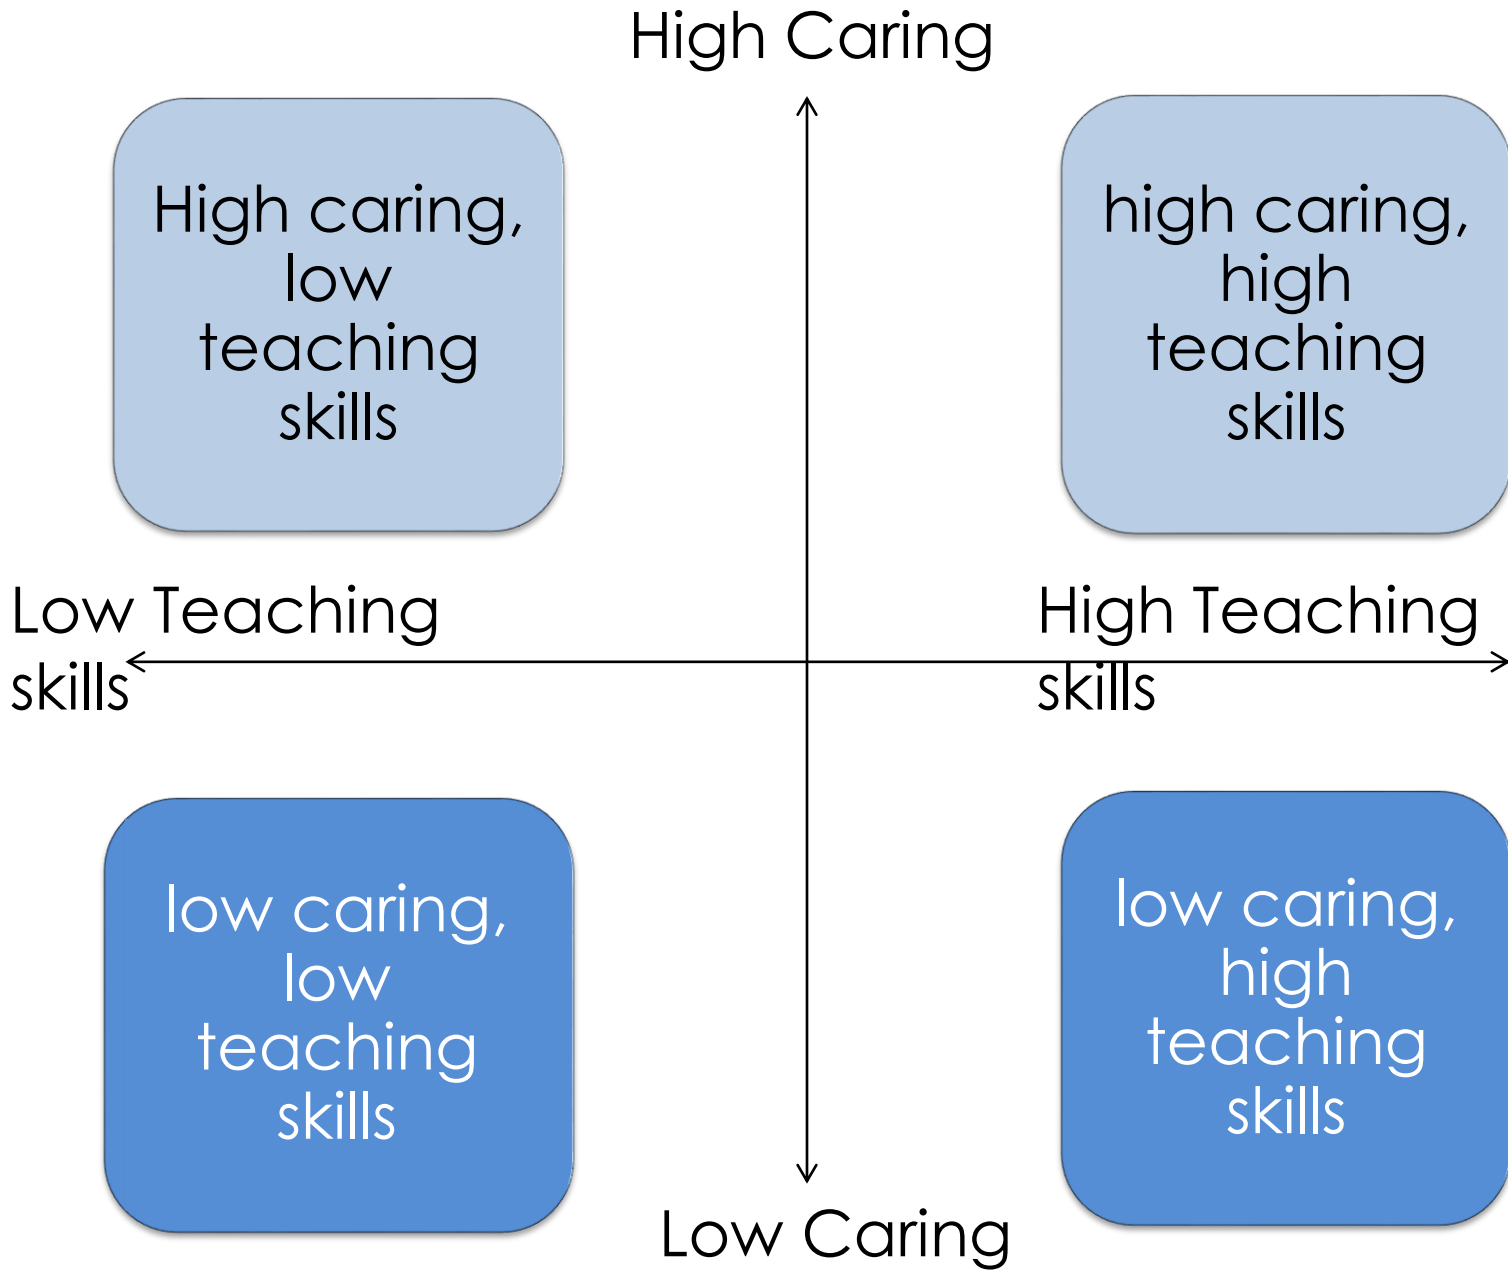 High Caring
High caring,
low
teaching
skills
high caring,
high
teaching
skills
Low Teaching
skills
High Teaching
skills
low caring,
low
teaching
skills
low caring,
high
teaching
skills
Low Caring